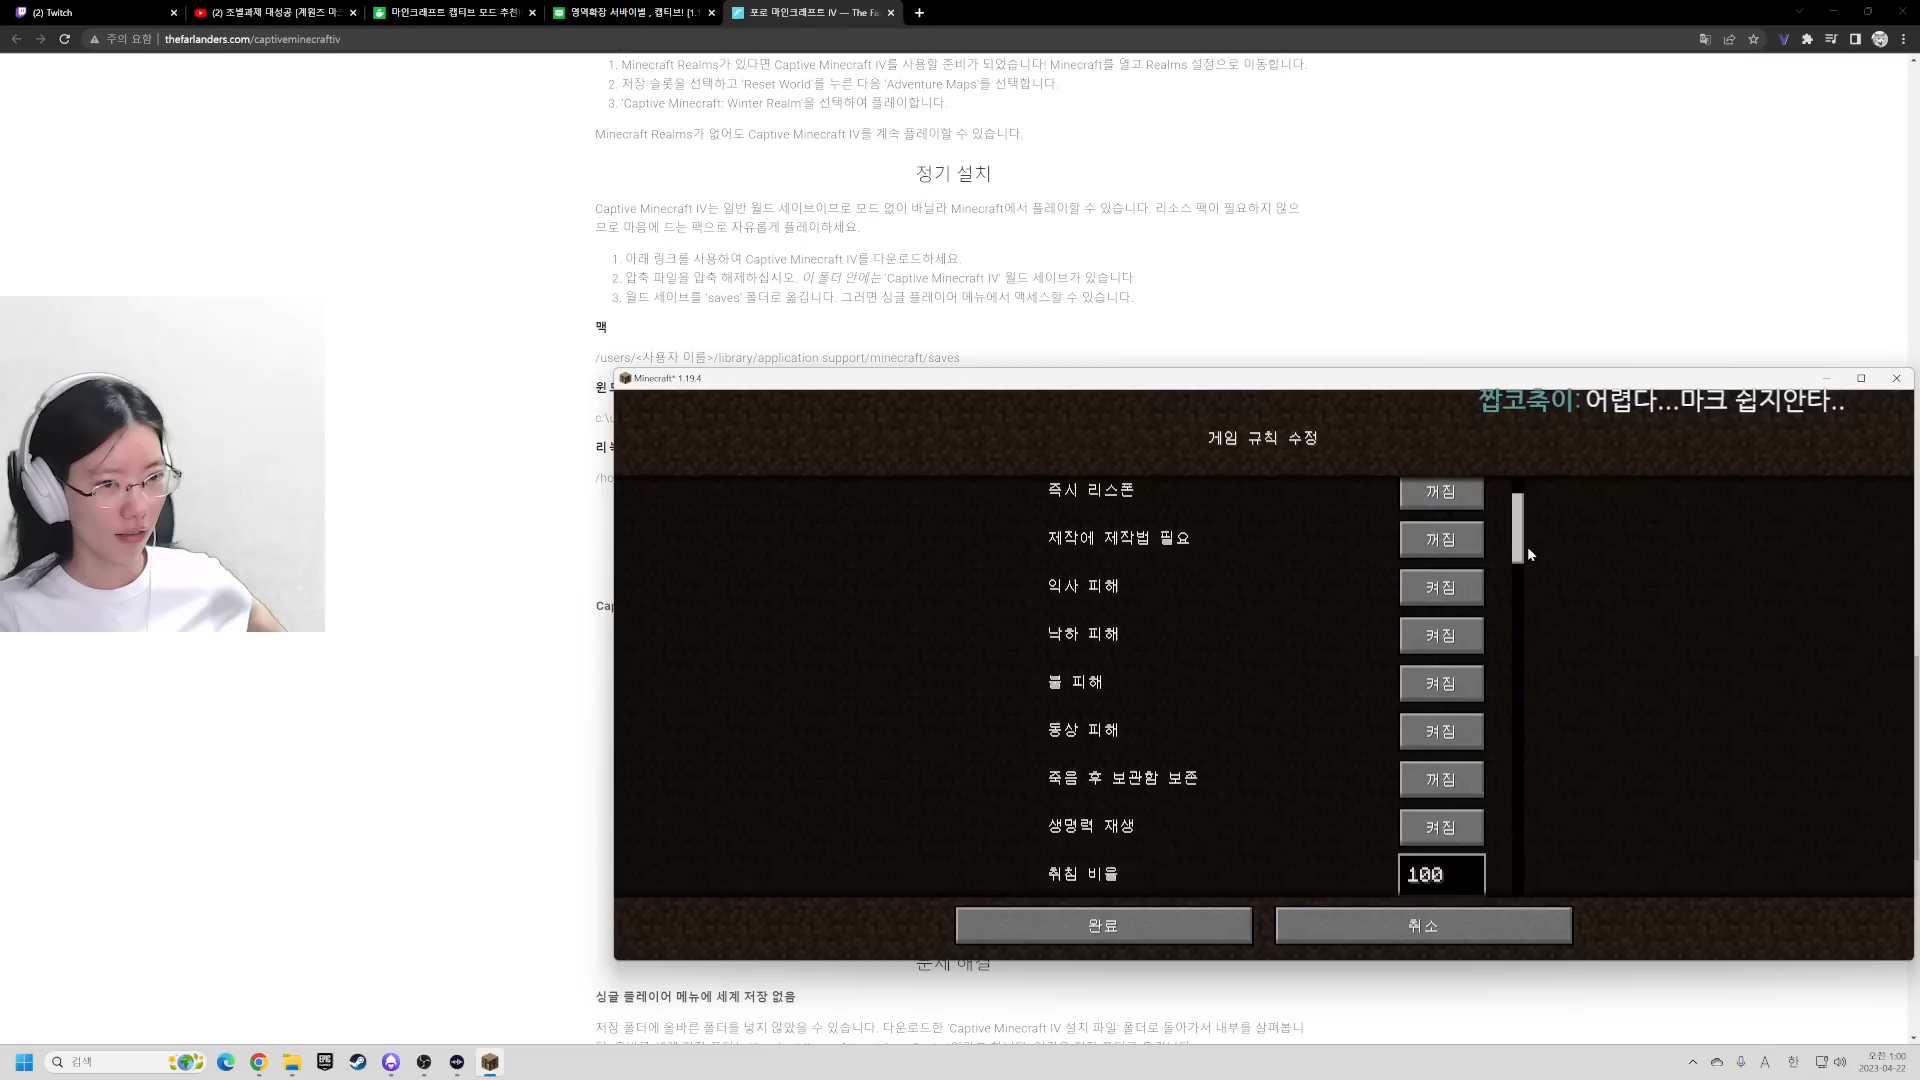 (2) Twitch
(2) 조별과제 대성공 [계원즈 마
마인크래프트 캡티브 모드 추천!
영역확장 서바이벌 , 캡티브! [1.1
포로 마인크래프트 IV — The Fa
주의 요함
thefarlanders.com/captiveminecraftiv
1. Minecraft Realms가 있다면 Captive Minecraft IV를 사용할 준비가 되었습니다! Minecraft를 열고 Realms 설정으로 이동합니다.
2. 저장 슬롯을 선택하고 'Reset World'를 누른 다음 'Adventure Maps'를 선택합니다.
3. 'Captive Minecraft: Winter Realm'을 선택하여 플레이합니다.
Minecraft Realms가 없어도 Captive Minecraft IV를 계속 플레이할 수 있습니다.
정기 설치
Captive Minecraft IV는 일반 월드 세이브이므로 모드 없이 바닐라 Minecraft에서 플레이할 수 있습니다. 리소스 팩이 필요하지 않으
므로 마음에 드는 팩으로 자유롭게 플레이하세요.
1. 아래 링크를 사용하여 Captive Minecraft IV를 다운로드하세요.
2. 압축 파일을 압축 해제하십시오. 이 폴더 안에는 'Captive Minecraft IV' 월드 세이브가 있습니다.
3. 월드 세이브를 'saves' 폴더로 옮깁니다. 그러면 싱글 플레이어 메뉴에서 액세스할 수 있습니다.
맥
/users/<사용자 이름>/library/application support/minecraft/saves
Minecraft* 1.19.4
짭코축이: 어렵다...마크 쉽지안타..
게임 규칙 수정
즉시 리스폰 꺼짐
제작에 제작법 필요 꺼짐
익사 피해 켜짐
낙하 피해 켜짐
불 피해 켜짐
동상 피해 켜짐
죽음 후 보관함 보존 꺼짐
생명력 재생 켜짐
취침 비율 100
완료
취소
문제 해결
싱글 플레이어 메뉴에 세계 저장 없음
저장 폴더에 올바른 폴더를 넣지 않았을 수 있습니다. 다운로드한 'Captive Minecraft IV 설치 파일' 폴더로 돌아가서 내부를 살펴봅니
검색
EPIC
A
한
오전 1:00
2023-04-22